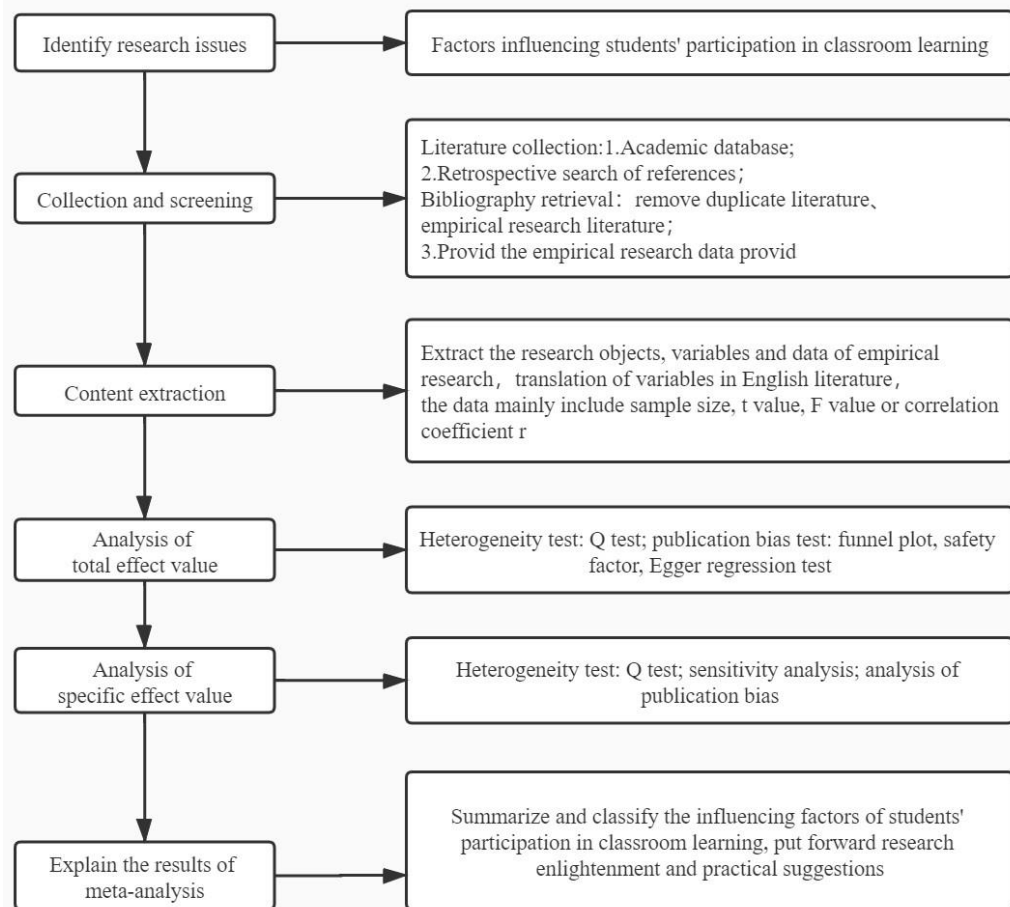 Identify research issues
Factors influencing students' participation in classroom learning
Collection and screening
Literature collection:1.Academic database;
2.Retrospective search of references；
Bibliography retrieval：remove duplicate literature、
empirical research literature；
3.Provid the empirical research data provid
Content extraction
Extract the research objects, variables and data of empirical
research，translation of variables in English literature，
the data mainly include sample size, t value, F value or correlation
coefficient r
Analysis of
total effect value
Heterogeneity test: Q test; publication bias test: funnel plot, safety
factor, Egger regression test
Analysis of
specific effect value
Heterogeneity test: Q test; sensitivity analysis; analysis of
publication bias
Explain the results of
meta-analysis
Summarize and classify the influencing factors of students'
participation in classroom learning, put forward research
enlightenment and practical suggestions